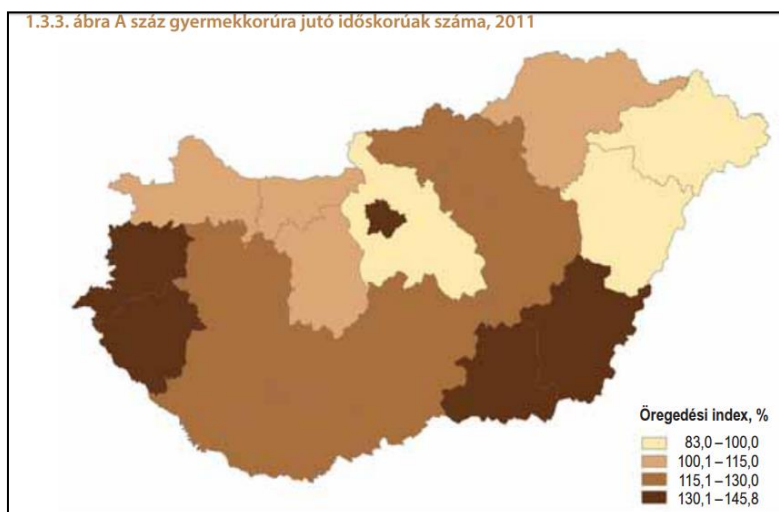 1.3.3. ábra A száz gyermekkorúra jutó időskorúak száma, 2011
Öregedési index, %
83,0–100,0
100,1–115,0
115,1–130,0
130,1–145,8